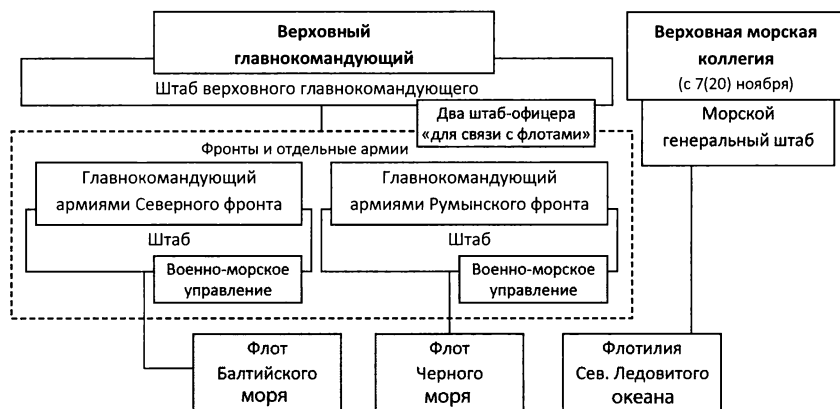 Верховный
главнокомандующий
Штаб верховного главнокомандующего
Два штаб-офицера
«для связи с флотами»
Верховная морская
коллегия
(с 7(20) ноября)
Морской
генеральный штаб
Фронты и отдельные армии
Главнокомандующий
армиями Северного фронта
Штаб
Военно-морское
управление
Главнокомандующий
армиями Румынского фронта
Штаб
Военно-морское
управление
Флот
Балтийского
моря
Флот
Черного
моря
Флотилия
Сев. Ледовитого
океана